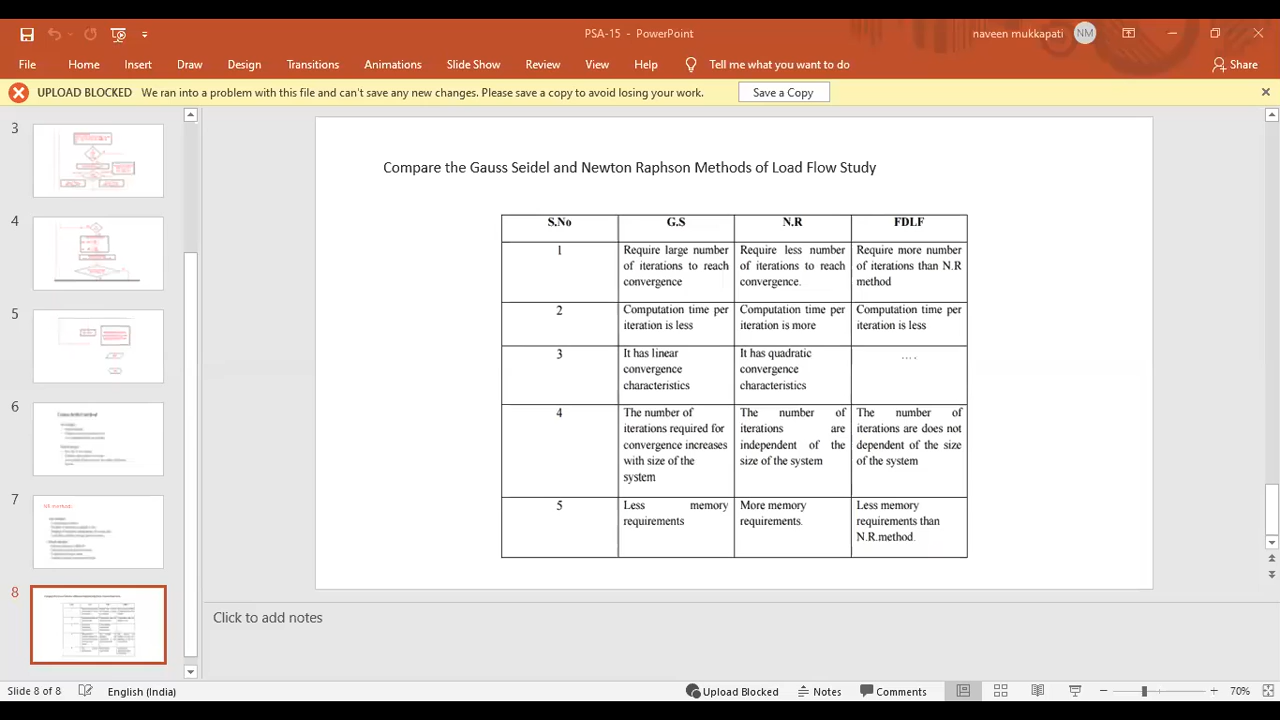 PSA-15 - PowerPoint
naveen mukkapati
NM
File
Home
Insert
Draw
Design
Transitions
Animations
Slide Show
Review
View
Help
Tell me what you want to do
Share
UPLOAD BLOCKED
We ran into a problem with this file and can't save any new changes. Please save a copy to avoid losing your work.
Save a Copy
3
4
5
6
7
8
Compare the Gauss Seidel and Newton Raphson Methods of Load Flow Study
S.No
G.S
N.R
FDLF
1
Require large number
of iterations to reach
convergence
Require less number
of iterations to reach
convergence.
Require more number
of iterations than N.R
method
2
Computation time per
iteration is less
Computation time per
iteration is more
Computation time per
iteration is less
3
It has linear
convergence
characteristics
It has quadratic
convergence
characteristics
….
4
The number of
iterations required for
convergence increases
with size of the
system
The number of
iterations are
independent of the
size of the system
The number of
iterations are does not
dependent of the size
of the system
5
Less memory
requirements
More memory
requirements.
Less memory
requirements than
N.R.method.
Click to add notes
Slide 8 of 8
English (India)
Upload Blocked
Notes
Comments
70%